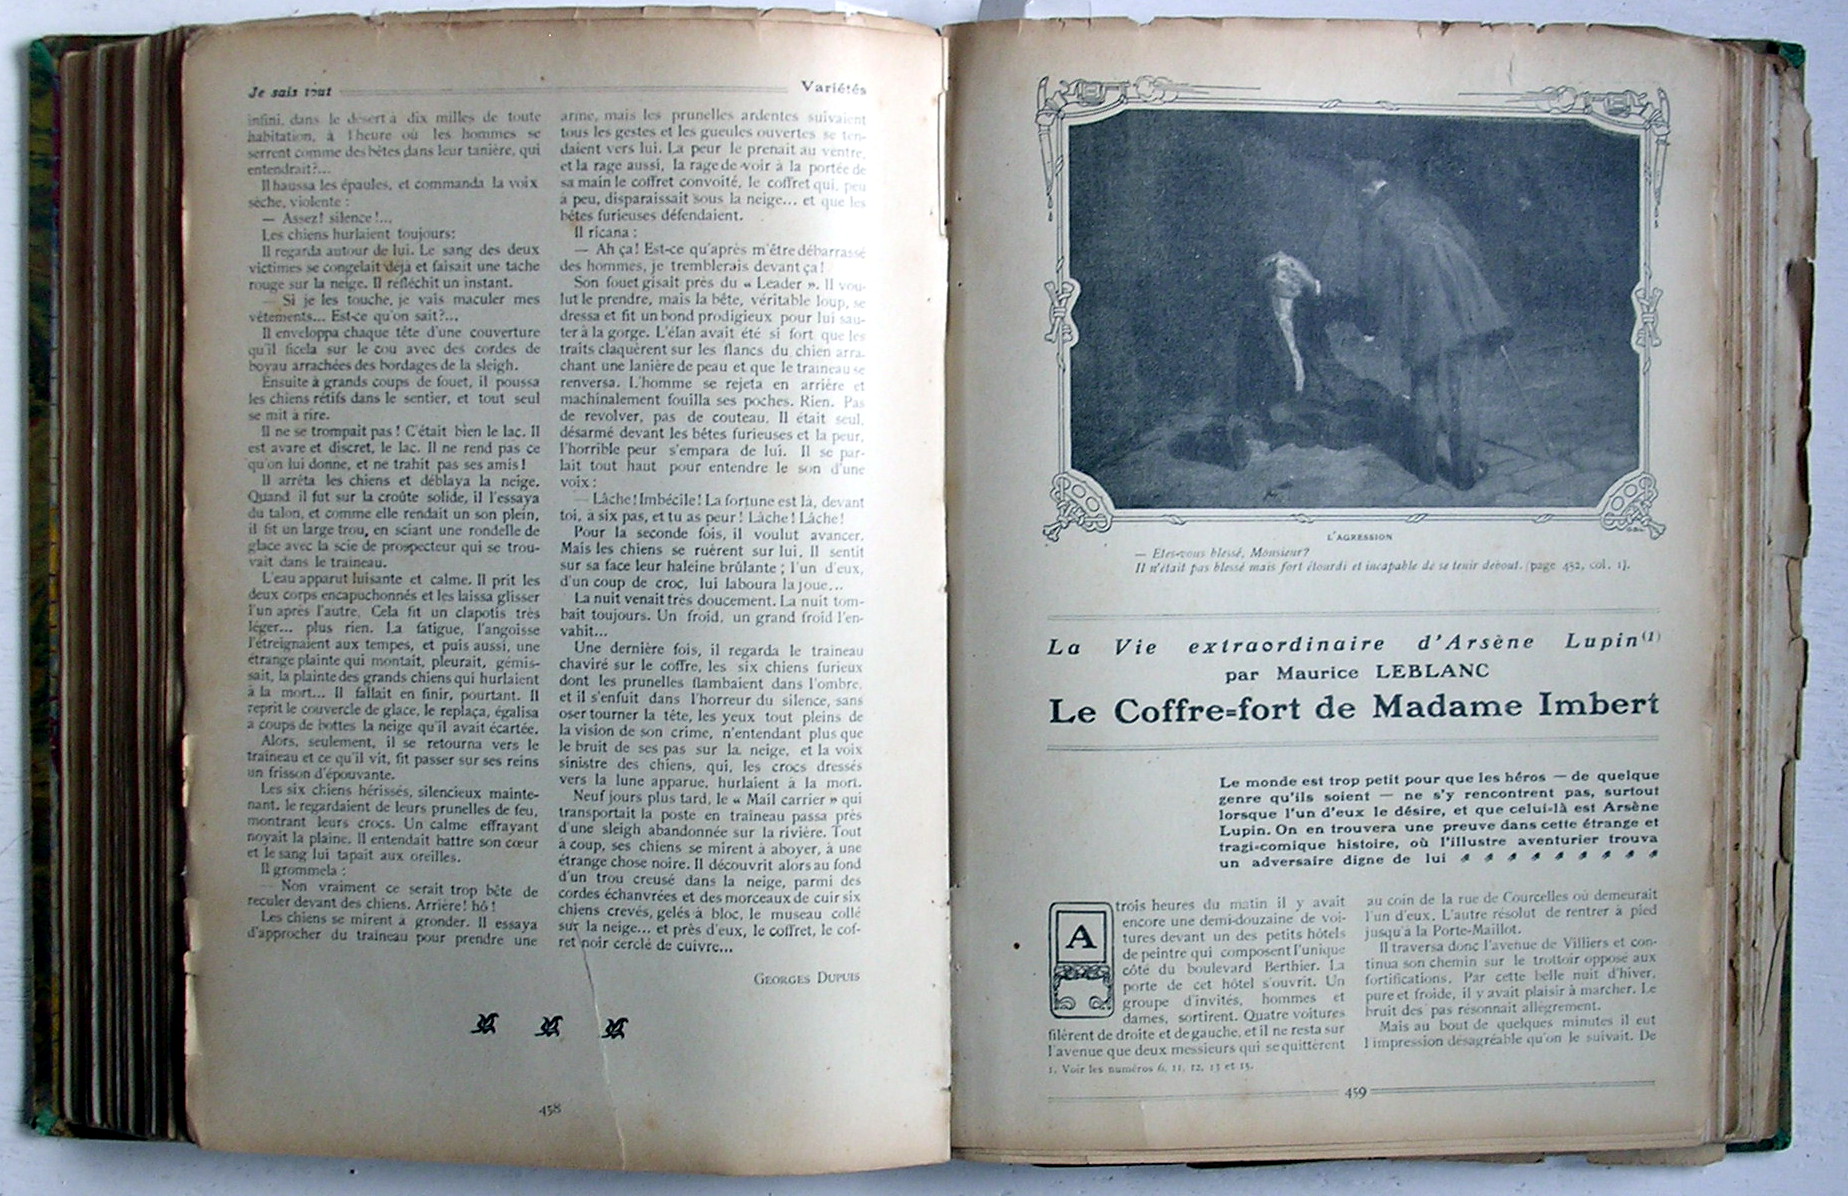 Je sais tout
Variétés
infini, dans le désert à dix milles de toute
habitation, à l'heure où les hommes se
serrent comme des bêtes dans leur tanière, qui
entendrait?...
Il haussa les épaules, et commanda la voix
sèche, violente :
— Assez! silence!...
Les chiens hurlaient toujours:
Il regarda autour de lui. Le sang des deux
victimes se congelait déjà et faisait une tache
rouge sur la neige. Il réfléchit un instant.
— Si je les touche, je vais maculer mes
vêtements... Est-ce qu'on sait?...
Il enveloppa chaque tête d'une couverture
qu'il ficela sur le cou avec des cordes de
boyau arrachées des bordages de la sleigh.
Ensuite à grands coups de fouet, il poussa
les chiens rétifs dans le sentier, et tout seul
se mit à rire.
Il ne se trompait pas! C'était bien le lac. Il
est avare et discret, le lac. Il ne rend pas ce
qu'on lui donne, et ne trahit pas ses amis!
Il arrêta les chiens et déblaya la neige.
Quand il fut sur la croûte solide, il l'essaya
du talon, et comme elle rendait un son plein,
il fit un large trou, en sciant une rondelle de
glace avec la scie de prospecteur qui se trou-
vait dans le traineau.
L'eau apparut luisante et calme. Il prit les
deux corps encapuchonnés et les laissa glisser
l'un après l'autre. Cela fit un clapotis très
léger... plus rien. La fatigue, l'angoisse
l'étreignaient aux tempes, et puis aussi, une
étrange plainte qui montait, pleurait, gémis-
sait, la plainte des grands chiens qui hurlaient
à la mort... Il fallait en finir, pourtant. Il
reprit le couvercle de glace, le replaça, égalisa
à coups de bottes la neige qu'il avait écartée.
Alors, seulement, il se retourna vers le
traineau et ce qu'il vit, fit passer sur ses reins
un frisson d'épouvante.
Les six chiens hérissés, silencieux mainte-
nant, le regardaient de leurs prunelles de feu,
montrant leurs crocs. Un calme effrayant
noyait la plaine. Il entendait battre son cœur
et le sang lui tapait aux oreilles.
Il grommela :
— Non vraiment ce serait trop bête de
reculer devant des chiens. Arrière! hô!
Les chiens se mirent à gronder. Il essaya
d'approcher du traineau pour prendre une
arme, mais les prunelles ardentes suivaient
tous les gestes et les gueules ouvertes se ten-
daient vers lui. La peur le prenait au ventre,
et la rage aussi, la rage de voir à la portée de
sa main le coffret convoité, le coffret qui, peu
à peu, disparaissait sous la neige... et que les
bêtes furieuses défendaient.
Il ricana :
— Ah ça! Est-ce qu'après m'être débarrassé
des hommes, je tremblerais devant ça!
Son fouet gisait près du « Leader ». Il vou-
lut le prendre, mais la bête, véritable loup, se
dressa et fit un bond prodigieux pour lui sau-
ter à la gorge. L'élan avait été si fort que les
traits claquèrent sur les flancs du chien arra-
chant une lanière de peau et que le traineau se
renversa. L'homme se rejeta en arrière et
machinalement fouilla ses poches. Rien. Pas
de revolver, pas de couteau. Il était seul,
désarmé devant les bêtes furieuses et la peur,
l'horrible peur s'empara de lui. Il se par-
lait tout haut pour entendre le son d'une
voix :
— Lâche! Imbécile! La fortune est là, devant
toi, à six pas, et tu as peur! Lâche! Lâche!
Pour la seconde fois, il voulut avancer.
Mais les chiens se ruèrent sur lui. Il sentit
sur sa face leur haleine brûlante; l'un d'eux,
d'un coup de croc, lui laboura la joue...
La nuit venait très doucement. La nuit tom-
bait toujours. Un froid, un grand froid l'en-
vahit...
Une dernière fois, il regarda le traineau
chaviré sur le coffre, les six chiens furieux
dont les prunelles flambaient dans l'ombre,
et il s'enfuit dans l'horreur du silence, sans
oser tourner la tête, les yeux tout pleins de
la vision de son crime, n'entendant plus que
le bruit de ses pas sur la neige, et la voix
sinistre des chiens, qui, les crocs dressés
vers la lune apparue, hurlaient à la mort.
Neuf jours plus tard, le « Mail carrier » qui
transportait la poste en traineau passa près
d'une sleigh abandonnée sur la rivière. Tout
à coup, ses chiens se mirent à aboyer, à une
étrange chose noire. Il découvrit alors au fond
d'un trou creusé dans la neige, parmi des
cordes échanvrées et des morceaux de cuir six
chiens crevés, gelés à bloc, le museau collé
sur la neige... et près d'eux, le coffret, le cof-
fret noir cerclé de cuivre...
GEORGES DUPUIS
458
L'AGRESSION
— Etes-vous blessé, Monsieur?
Il n'était pas blessé mais fort étourdi et incapable de se tenir debout. [page 452, col. 1].
La Vie extraordinaire d'Arsène Lupin(1)
par Maurice LEBLANC
Le Coffre=fort de Madame Imbert
Le monde est trop petit pour que les héros — de quelque
genre qu'ils soient — ne s'y rencontrent pas, surtout
lorsque l'un d'eux le désire, et que celui-là est Arsène
Lupin. On en trouvera une preuve dans cette étrange et
tragi=comique histoire, où l'illustre aventurier trouva
un adversaire digne de lui
A trois heures du matin il y avait
encore une demi-douzaine de voi-
tures devant un des petits hôtels
de peintre qui composent l'unique
côté du boulevard Berthier. La
porte de cet hôtel s'ouvrit. Un
groupe d'invités, hommes et
dames, sortirent. Quatre voitures
filèrent de droite et de gauche, et il ne resta sur
l'avenue que deux messieurs qui se quittèrent
au coin de la rue de Courcelles où demeurait
l'un d'eux. L'autre résolut de rentrer à pied
jusqu'à la Porte-Maillot.
Il traversa donc l'avenue de Villiers et con-
tinua son chemin sur le trottoir opposé aux
fortifications. Par cette belle nuit d'hiver,
pure et froide, il y avait plaisir à marcher. Le
bruit des pas résonnait allègrement.
Mais au bout de quelques minutes il eut
l'impression désagréable qu'on le suivait. De
1. Voir les numéros 6, 11, 12, 13 et 15.
459